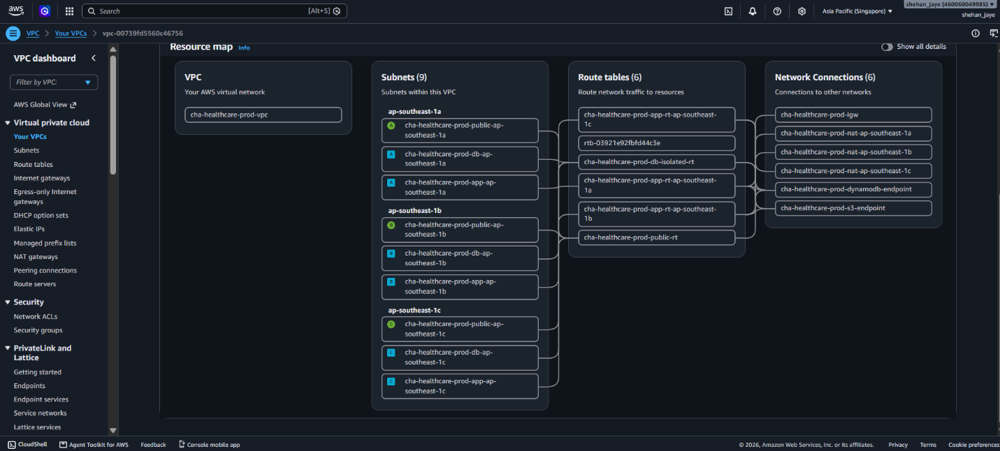 aws
Search
[Alt+S]
Asia Pacific (Singapore)
shehan_jaye (460060049985)
shehan_jaye
VPC
Your VPCs
vpc-00739fd5560c46756
VPC dashboard
Filter by VPC:
AWS Global View
Virtual private cloud
Your VPCs
Subnets
Route tables
Internet gateways
Egress-only Internet
gateways
DHCP option sets
Elastic IPs
Managed prefix lists
NAT gateways
Peering connections
Route servers
Security
Network ACLs
Security groups
PrivateLink and
Lattice
Getting started
Endpoints
Endpoint services
Service networks
Lattice services
Resource map Info
Show all details
VPC
Your AWS virtual network
cha-healthcare-prod-vpc
Subnets (9)
Subnets within this VPC
ap-southeast-1a
A
cha-healthcare-prod-public-ap-
southeast-1a
A
cha-healthcare-prod-db-ap-
southeast-1a
A
cha-healthcare-prod-app-ap-
southeast-1a
ap-southeast-1b
B
cha-healthcare-prod-public-ap-
southeast-1b
B
cha-healthcare-prod-db-ap-
southeast-1b
B
cha-healthcare-prod-app-ap-
southeast-1b
ap-southeast-1c
C
cha-healthcare-prod-public-ap-
southeast-1c
C
cha-healthcare-prod-db-ap-
southeast-1c
C
cha-healthcare-prod-app-ap-
southeast-1c
Route tables (6)
Route network traffic to resources
cha-healthcare-prod-app-rt-ap-southeast-
1c
rtb-03921e92fbfd44c3e
cha-healthcare-prod-db-isolated-rt
cha-healthcare-prod-app-rt-ap-southeast-
1a
cha-healthcare-prod-app-rt-ap-southeast-
1b
cha-healthcare-prod-public-rt
Network Connections (6)
Connections to other networks
cha-healthcare-prod-igw
cha-healthcare-prod-nat-ap-southeast-1a
cha-healthcare-prod-nat-ap-southeast-1b
cha-healthcare-prod-nat-ap-southeast-1c
cha-healthcare-prod-dynamodb-endpoint
cha-healthcare-prod-s3-endpoint
CloudShell
Agent Toolkit for AWS
Feedback
Console mobile app
© 2026, Amazon Web Services, Inc. or its affiliates.
Privacy
Terms
Cookie preferences